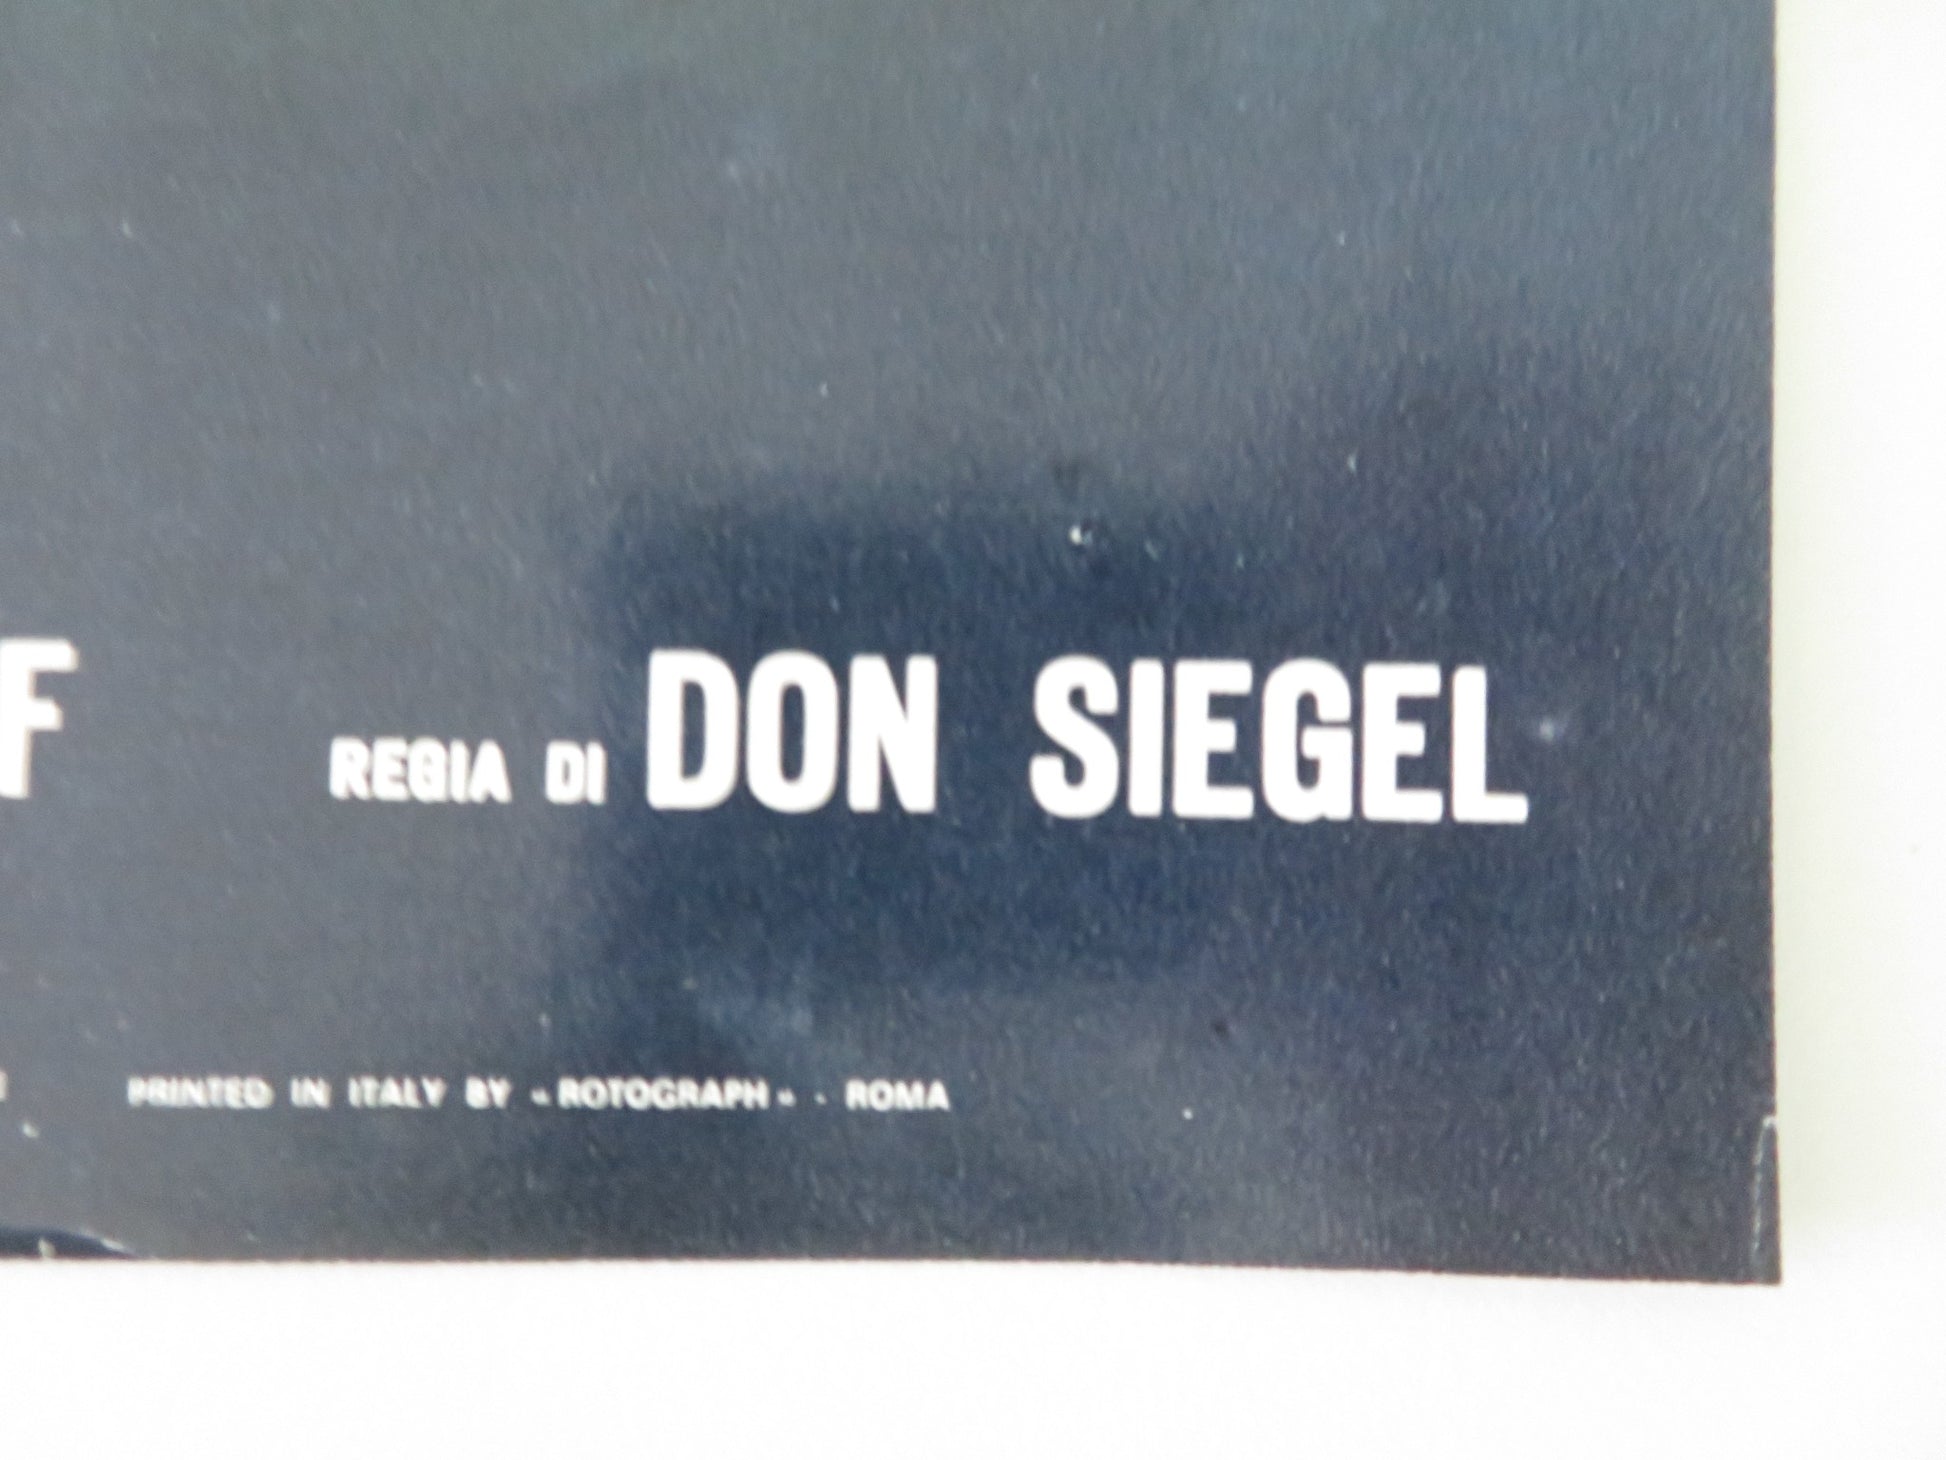 F REGIA DI DON SIEGEL
PRINTED IN ITALY BY « ROTOGRAPH » - ROMA